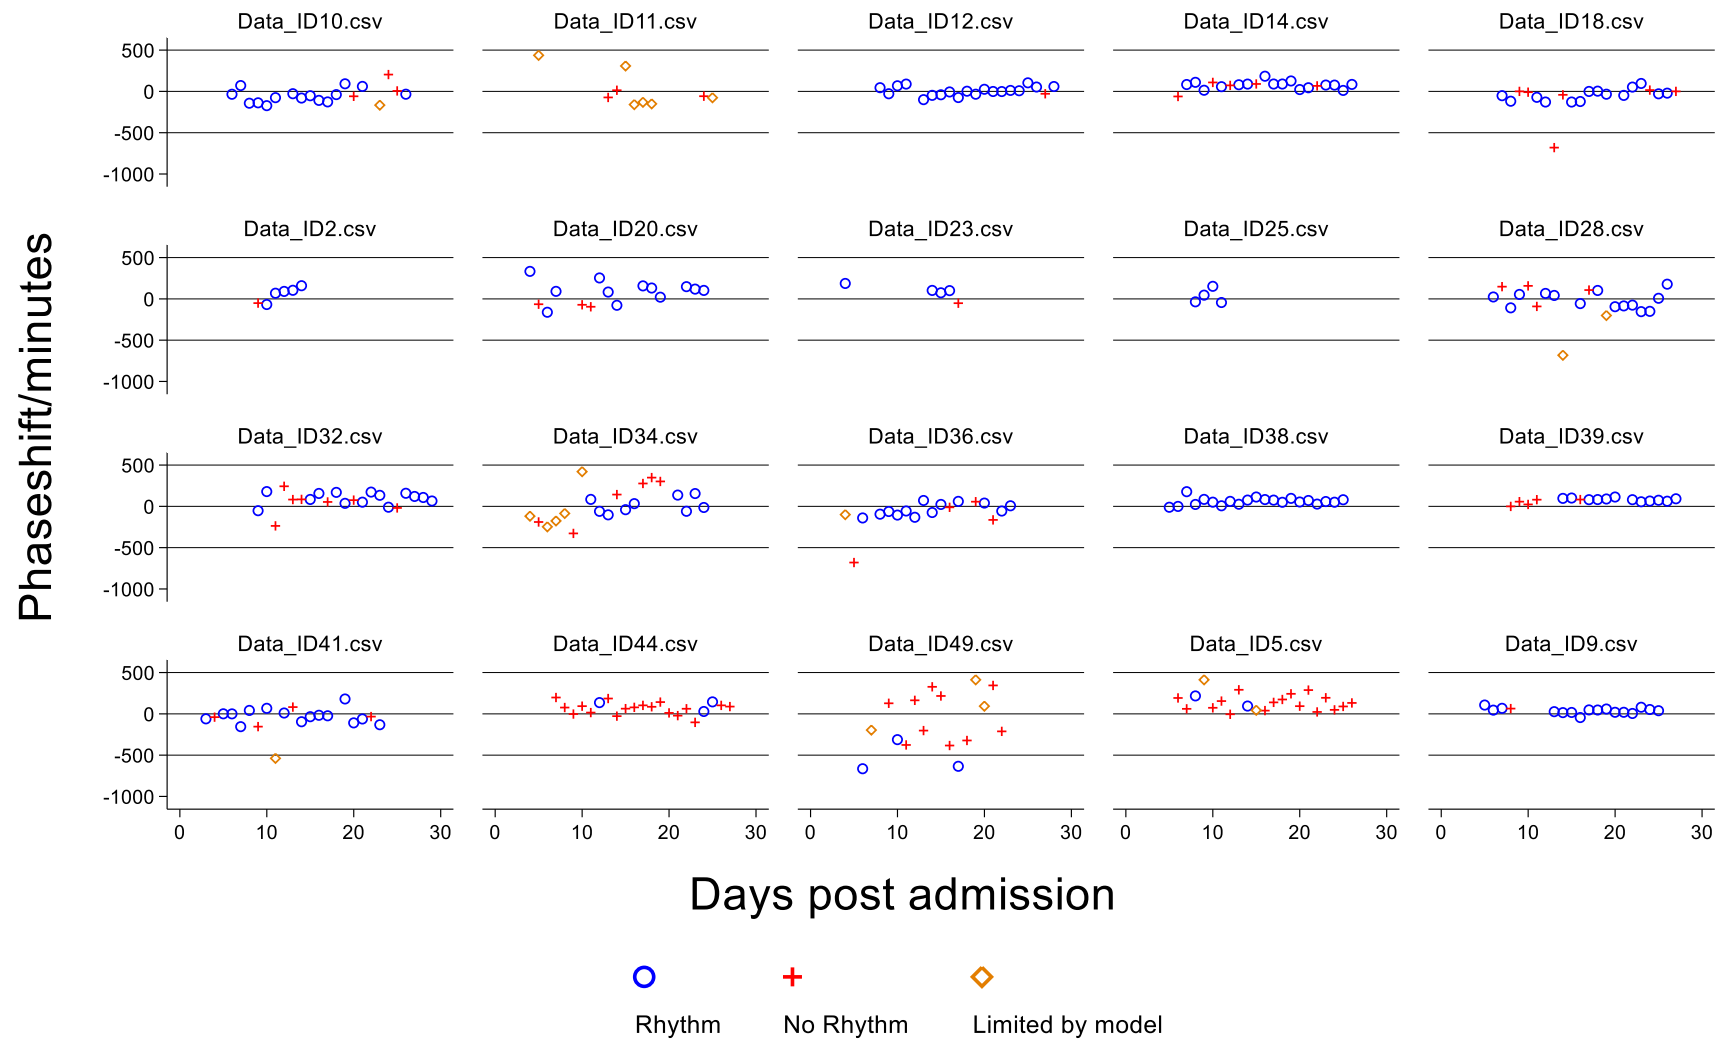 Data_ID10.csv Data_ID11.csv Data_ID12.csv Data_ID14.csv Data_ID18.csv
500
0
-500
-1000
Data_ID2.csv Data_ID20.csv Data_ID23.csv Data_ID25.csv Data_ID28.csv
500
0
-500
-1000
Data_ID32.csv Data_ID34.csv Data_ID36.csv Data_ID38.csv Data_ID39.csv
500
0
-500
-1000
Data_ID41.csv Data_ID44.csv Data_ID49.csv Data_ID5.csv Data_ID9.csv
500
0
-500
-1000
0 10 20 30 0 10 20 30 0 10 20 30 0 10 20 30 0 10 20 30
Phaseshift/minutes
Days post admission
Rhythm No Rhythm Limited by model